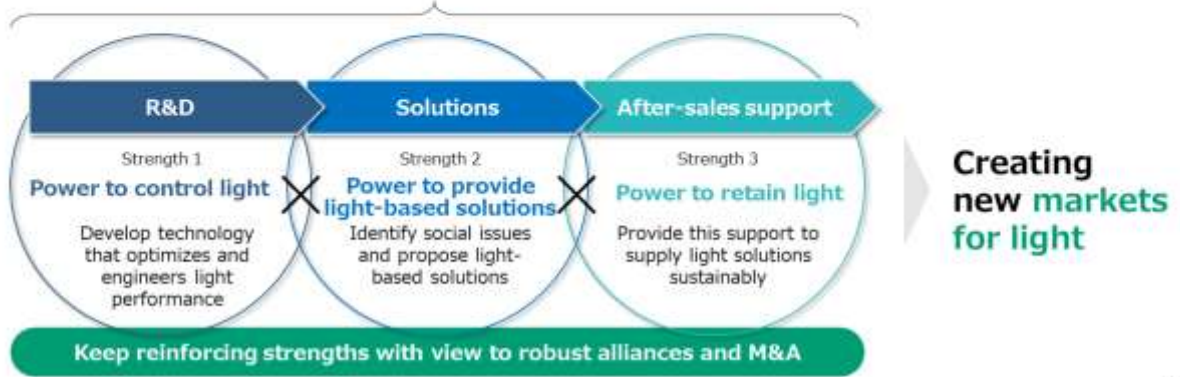 R&D
Solutions
After-sales support
Strength 1
Power to control light
Develop technology
that optimizes and
engineers light
performance
Strength 2
Power to provide
light-based solutions
Identify social issues
and propose light-
based solutions
Strength 3
Power to retain light
Provide this support to
supply light solutions
sustainably
Creating
new markets
for light
Keep reinforcing strengths with view to robust alliances and M&A